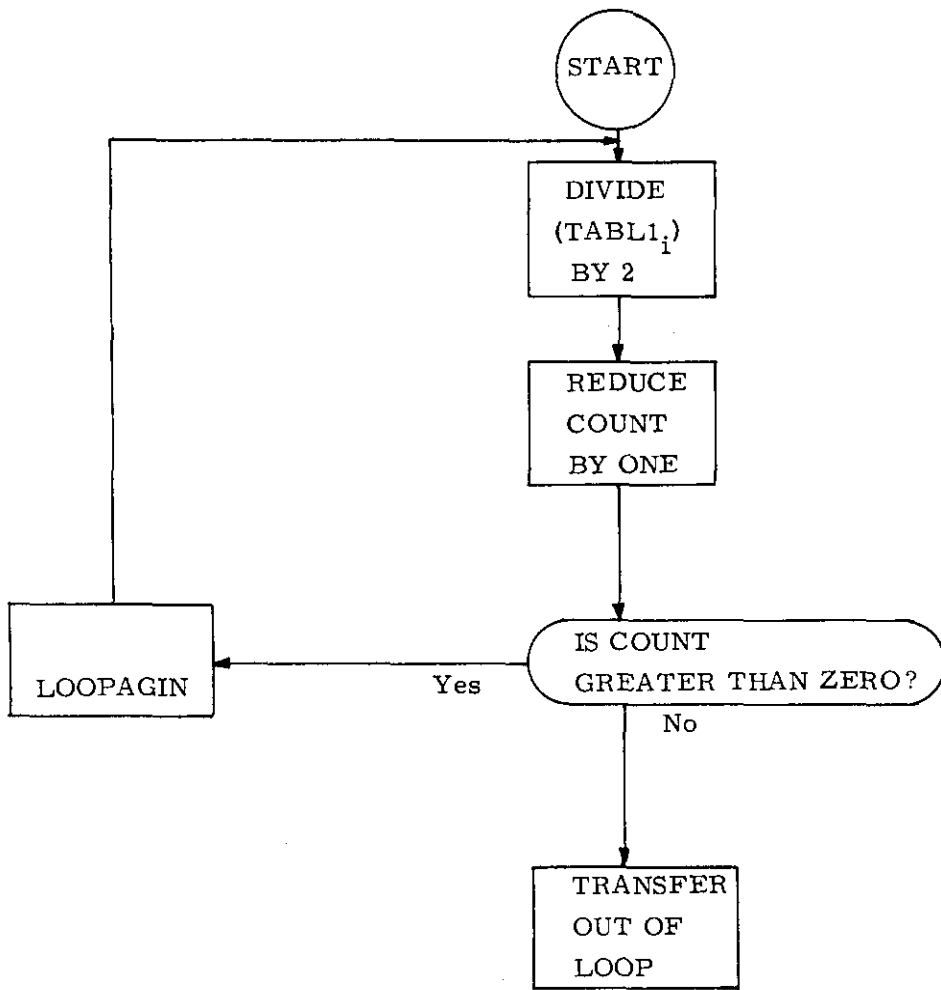 START
DIVIDE
(TABL1i)
BY 2
REDUCE
COUNT
BY ONE
IS COUNT
GREATER THAN ZERO?
Yes
LOOPAGIN
No
TRANSFER
OUT OF
LOOP